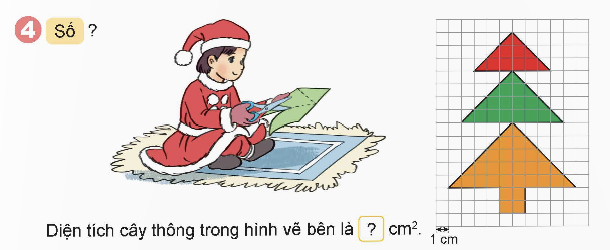 4 Số ?
Diện tích cây thông trong hình vẽ bên là ? cm².
1 cm